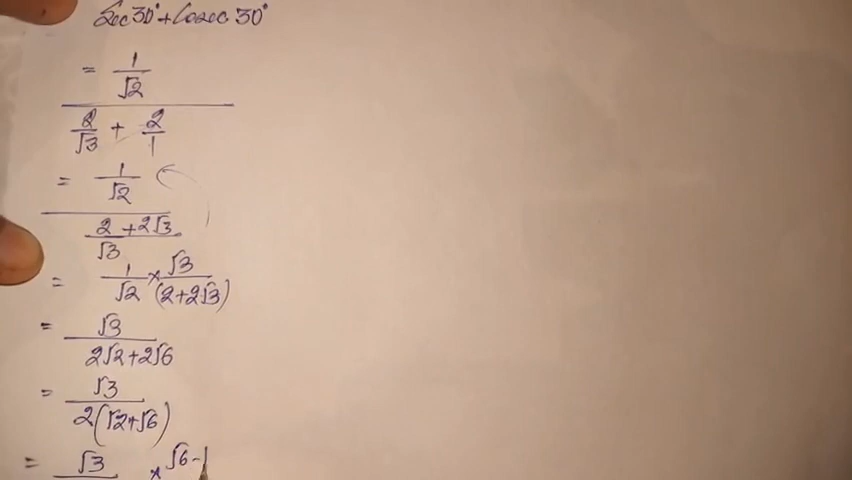 Sec 30° + Cosec 30°
= 1/√2
2/√3 + 2/1
= 1/√2
2 + 2√3/√3
= 1/√2 × √3/(2+2√3)
= √3/2√2+2√6
= √3/2(√2+√6)
= √3 × √6 -